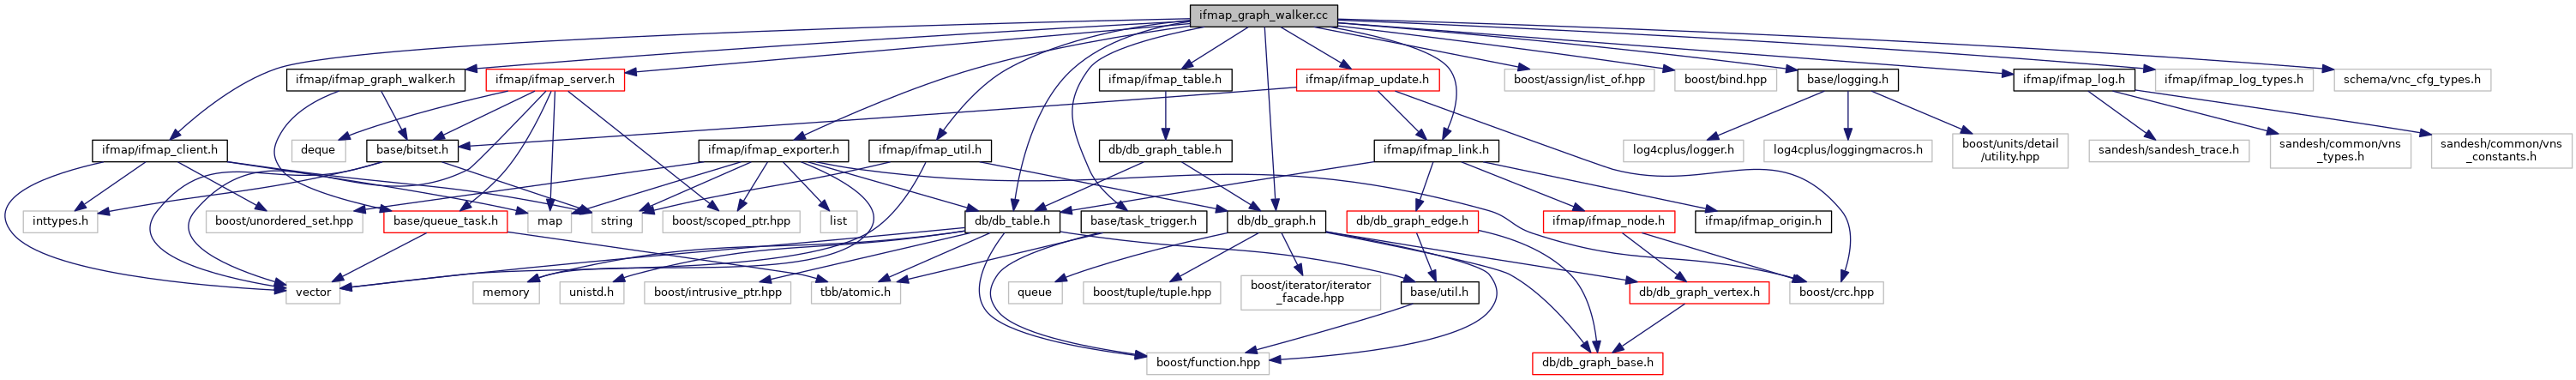 ifmap_graph_walker.cc
ifmap/ifmap_graph_walker.h
ifmap/ifmap_server.h
ifmap/ifmap_table.h
ifmap/ifmap_update.h
boost/assign/list_of.hpp
boost/bind.hpp
base/logging.h
ifmap/ifmap_log.h
ifmap/ifmap_log_types.h
schema/vnc_cfg_types.h
ifmap/ifmap_client.h
deque
base/bitset.h
ifmap/ifmap_exporter.h
ifmap/ifmap_util.h
db/db_graph_table.h
ifmap/ifmap_link.h
log4cplus/logger.h
log4cplus/loggingmacros.h
boost/units/detail
/utility.hpp
sandesh/sandesh_trace.h
sandesh/common/vns
_types.h
sandesh/common/vns
_constants.h
inttypes.h
boost/unordered_set.hpp
base/queue_task.h
map
string
boost/scoped_ptr.hpp
list
db/db_table.h
base/task_trigger.h
db/db_graph.h
db/db_graph_edge.h
ifmap/ifmap_node.h
ifmap/ifmap_origin.h
vector
memory
unistd.h
boost/intrusive_ptr.hpp
tbb/atomic.h
queue
boost/tuple/tuple.hpp
boost/iterator/iterator
_facade.hpp
base/util.h
db/db_graph_vertex.h
boost/crc.hpp
boost/function.hpp
db/db_graph_base.h